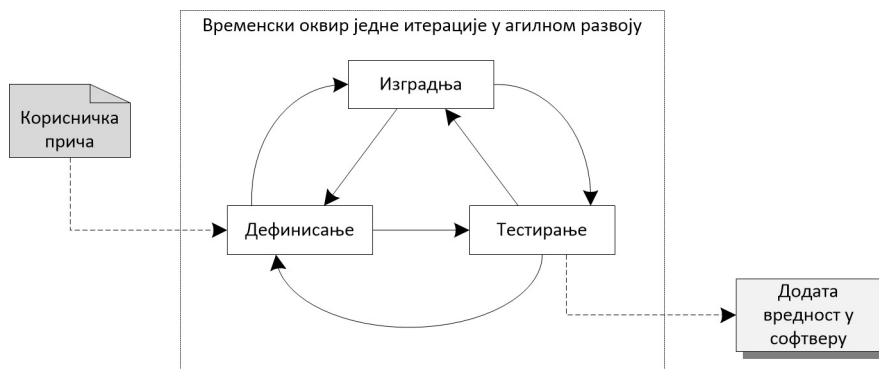 Временски оквир једне итерације у агилном развоју
Корисничка
прича
Изградња
Дефинисање
Тестирање
Додата
вредност у
софтверу